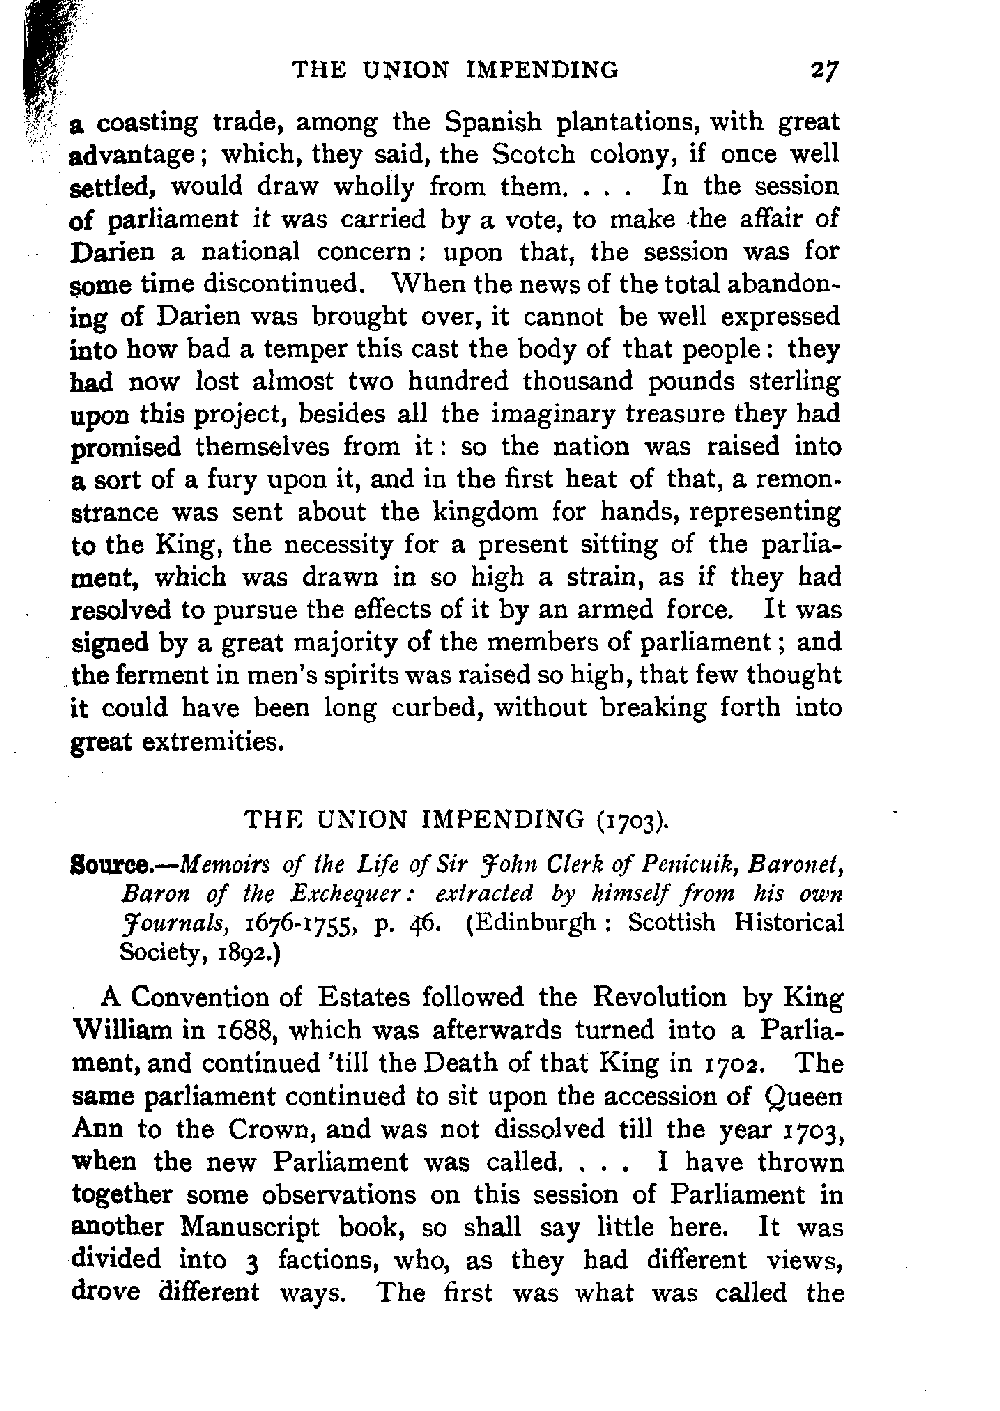 THE UNION IMPENDING 27
a coasting trade, among the Spanish plantations, with great
advantage; which, they said, the Scotch colony, if once well
settled, would draw wholly from them. . . . In the session
of parliament it was carried by a vote, to make the affair of
Darien a national concern: upon that, the session was for
some time discontinued. When the news of the total abandon-
ing of Darien was brought over, it cannot be well expressed
into how bad a temper this cast the body of that people: they
had now lost almost two hundred thousand pounds sterling
upon this project, besides all the imaginary treasure they had
promised themselves from it: so the nation was raised into
a sort of a fury upon it, and in the first heat of that, a remon-
strance was sent about the kingdom for hands, representing
to the King, the necessity for a present sitting of the parlia-
ment, which was drawn in so high a strain, as if they had
resolved to pursue the effects of it by an armed force. It was
signed by a great majority of the members of parliament; and
the ferment in men's spirits was raised so high, that few thought
it could have been long curbed, without breaking forth into
great extremities.
THE UNION IMPENDING (1703).
Source.—Memoirs of the Life of Sir John Clerk of Penicuik, Baronet,
Baron of the Exchequer: extracted by himself from his own
Journals, 1676-1755, p. 46. (Edinburgh: Scottish Historical
Society, 1892.)
A Convention of Estates followed the Revolution by King
William in 1688, which was afterwards turned into a Parlia-
ment, and continued 'till the Death of that King in 1702. The
same parliament continued to sit upon the accession of Queen
Ann to the Crown, and was not dissolved till the year 1703,
when the new Parliament was called. . . . I have thrown
together some observations on this session of Parliament in
another Manuscript book, so shall say little here. It was
divided into 3 factions, who, as they had different views,
drove different ways. The first was what was called the